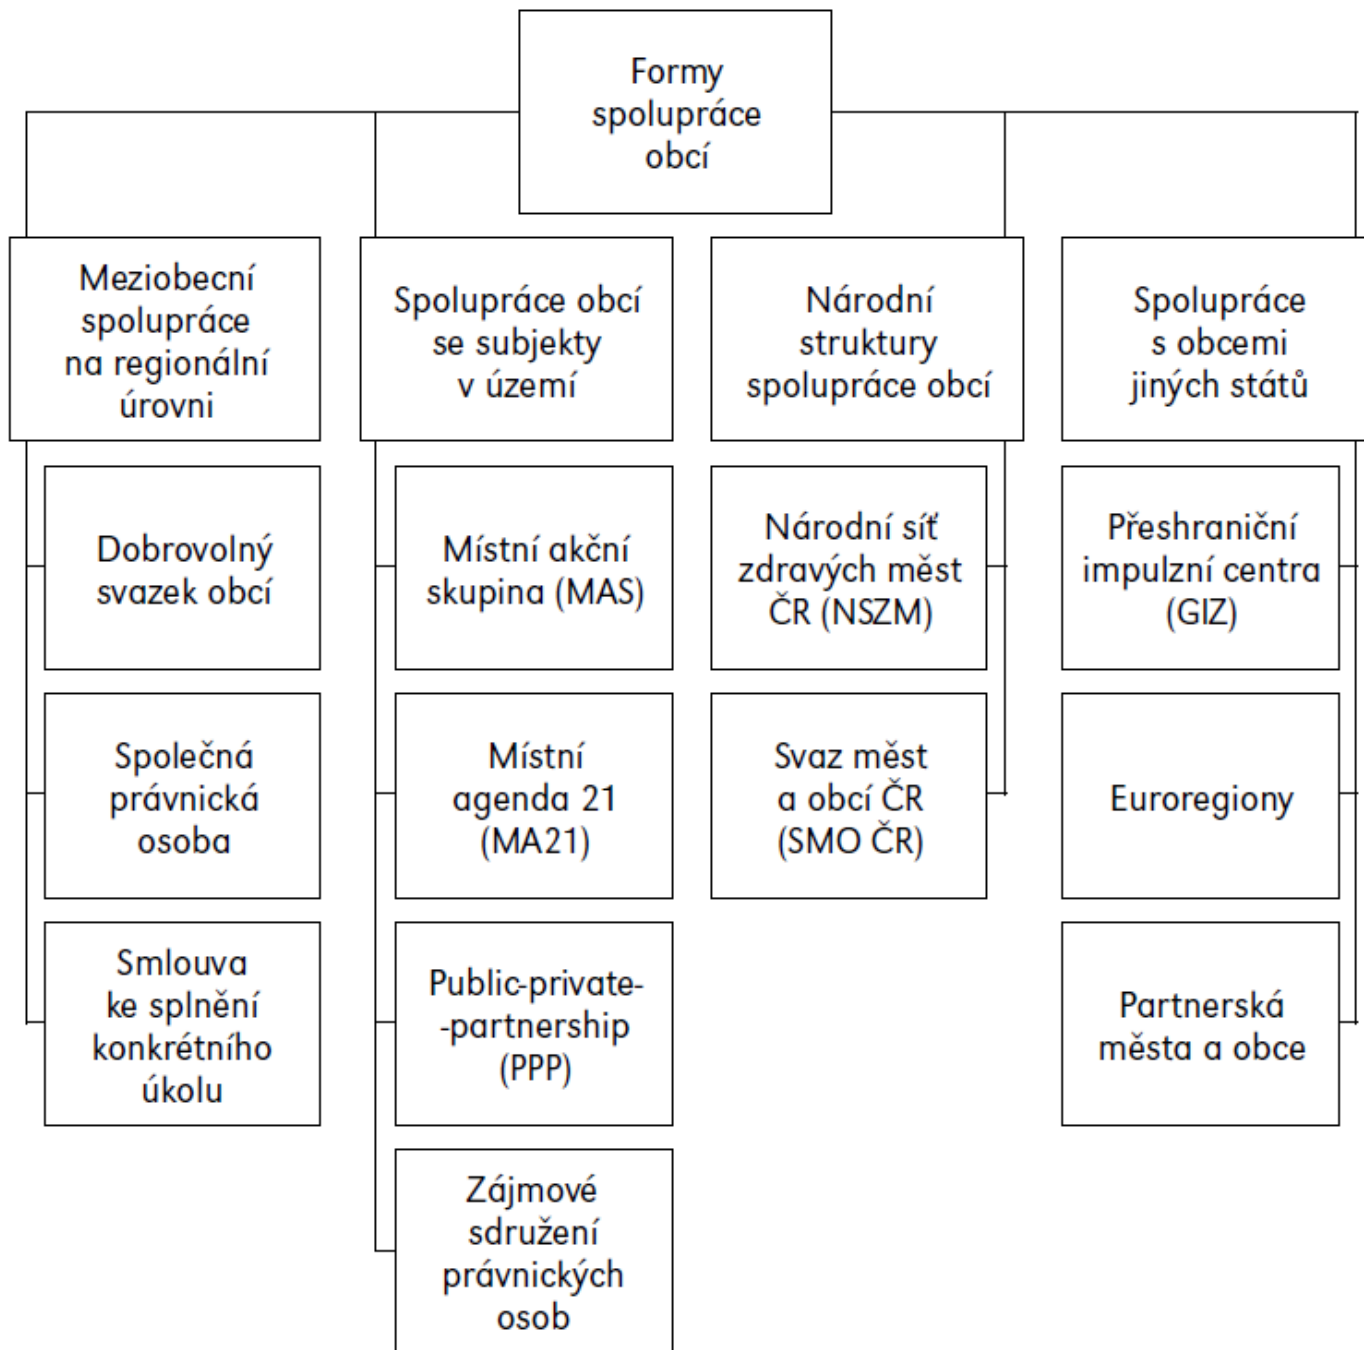 Formy
spolupráce
obcí
Meziobecní
spolupráce
na regionální
úrovni
Dobrovolný
svazek obcí
Společná
právnická
osoba
Smlouva
ke splnění
konkrétního
úkolu
Spolupráce obcí
se subjekty
v území
Místní akční
skupina (MAS)
Místní
agenda 21
(MA21)
Public-private-
-partnership
(PPP)
Zájmové
sdružení
právnických
osob
Národní
struktury
spolupráce obcí
Národní síť
zdravých měst
ČR (NSZM)
Svaz měst
a obcí ČR
(SMO ČR)
Spolupráce
s obcemi
jiných států
Přeshraniční
impulzní centra
(GIZ)
Euroregiony
Partnerská
města a obce